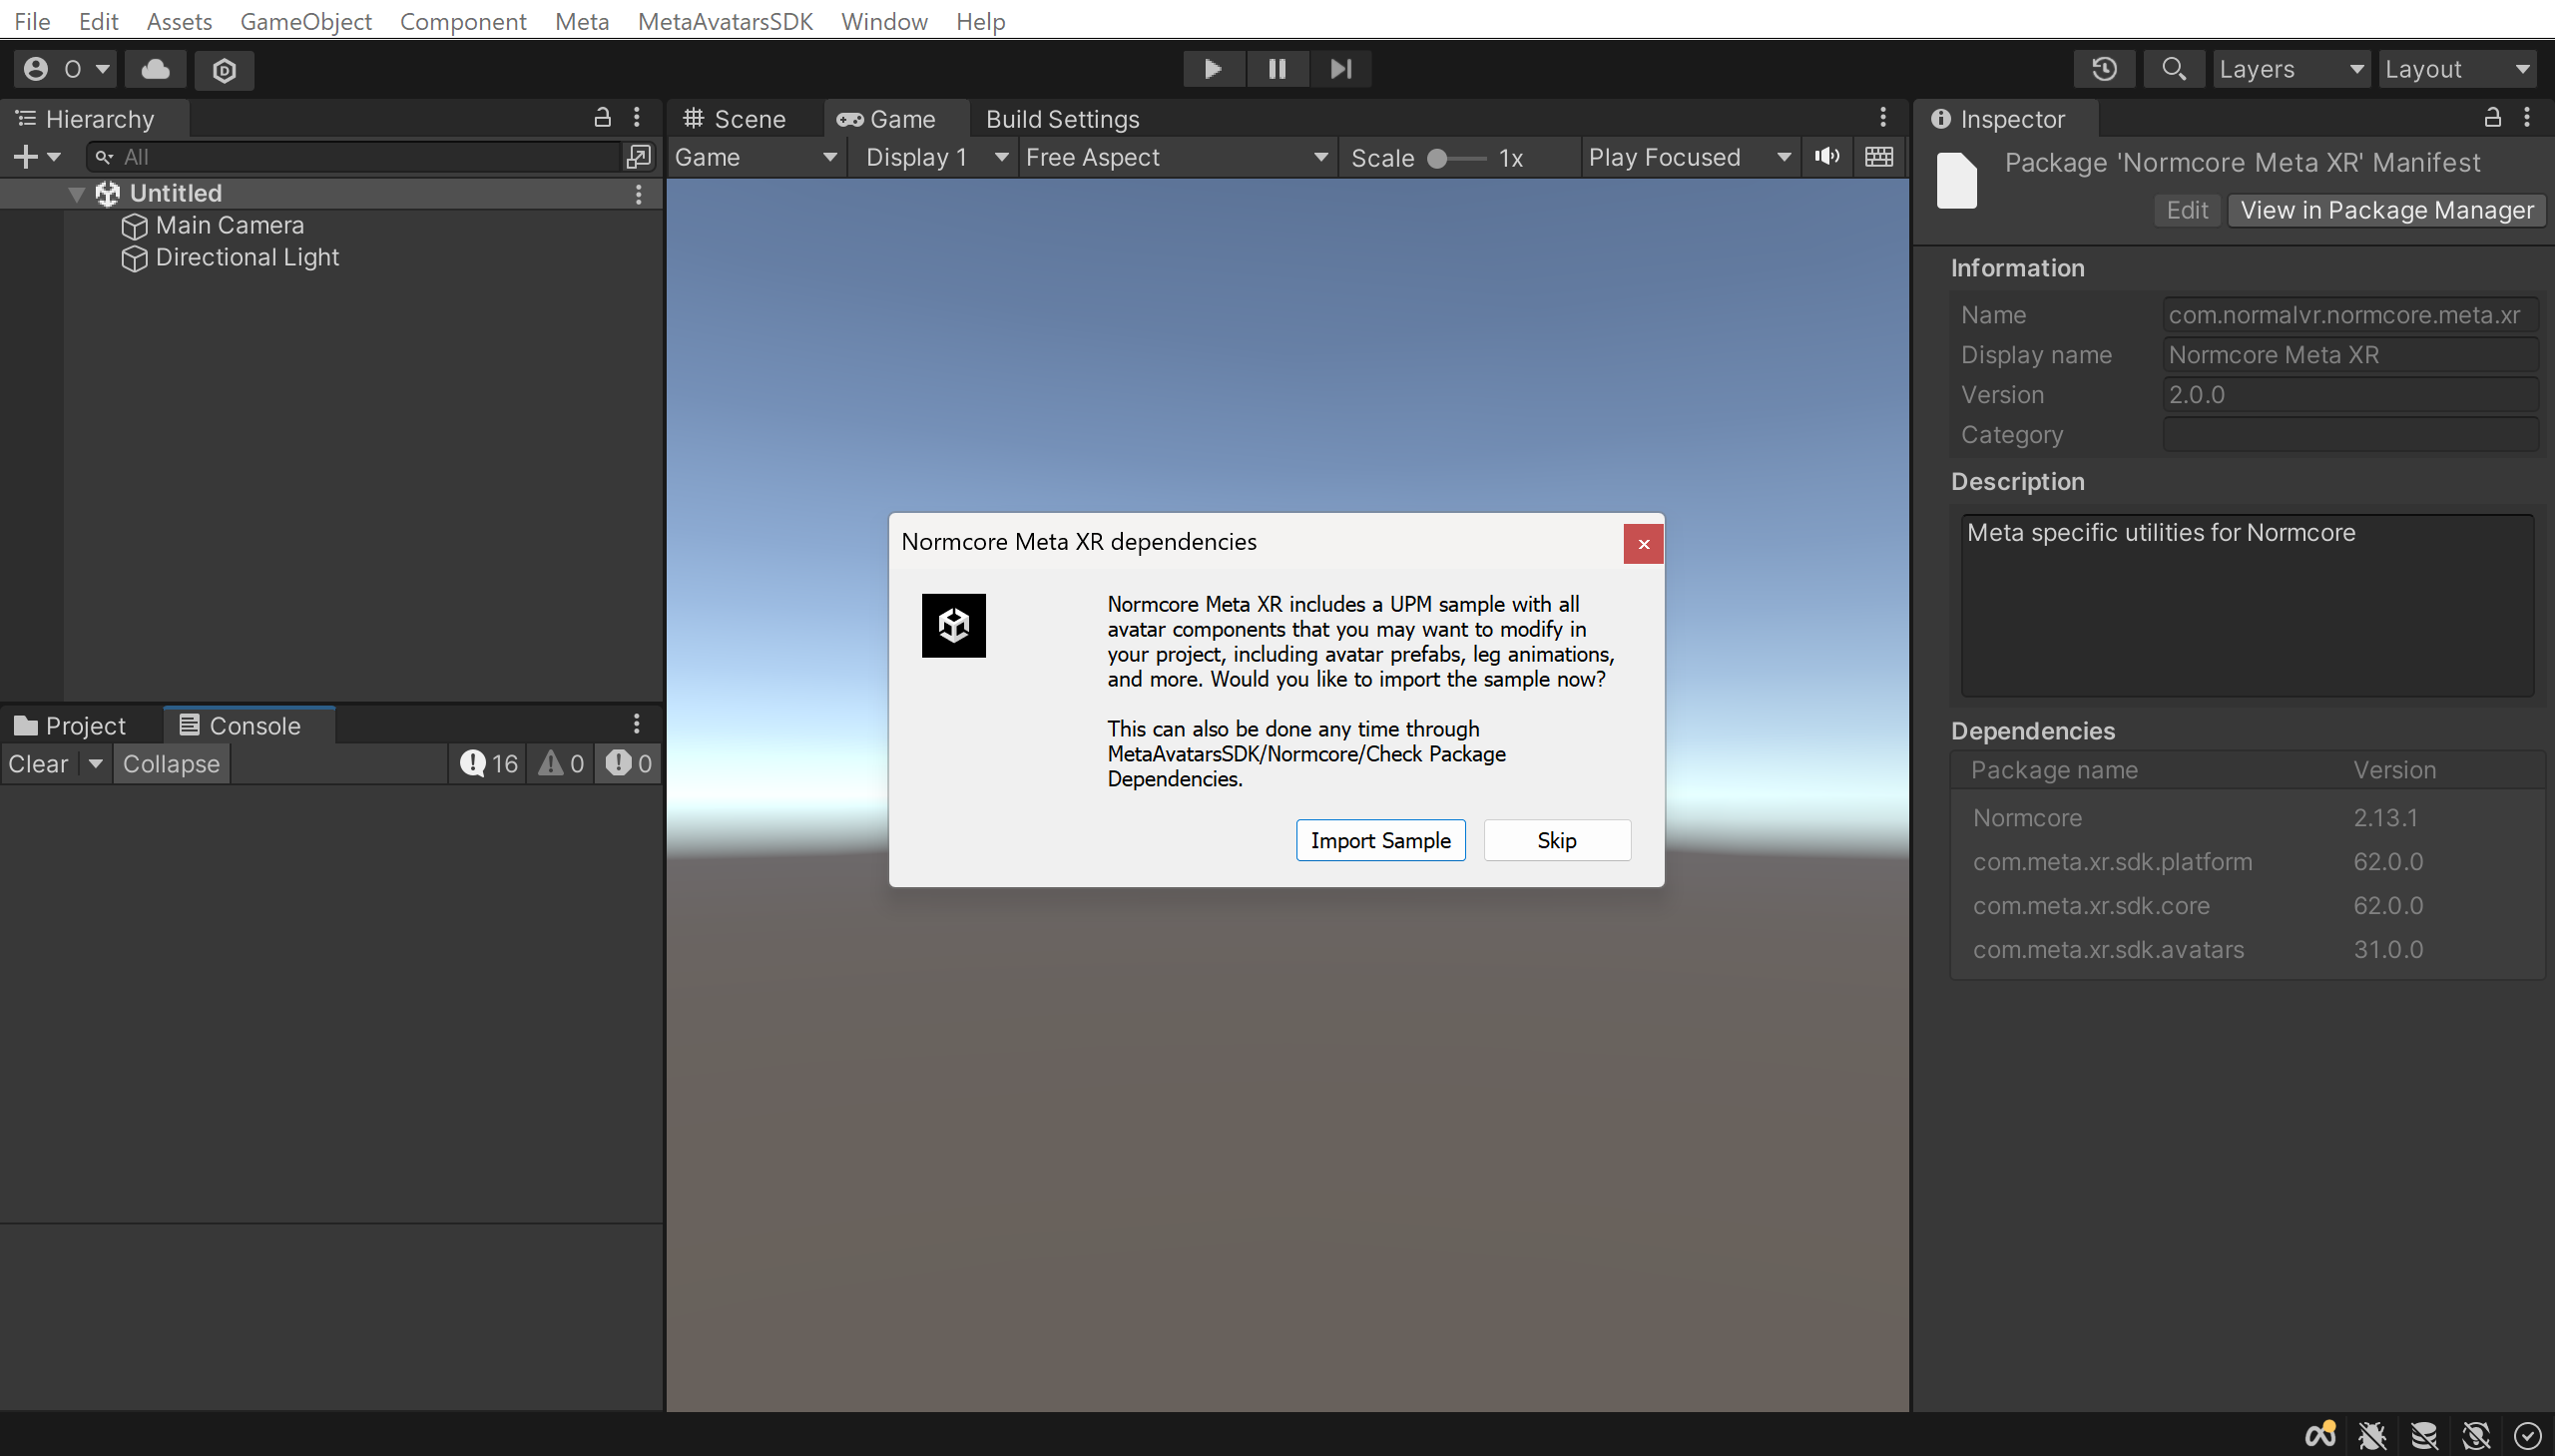 File Edit Assets GameObject Component Meta MetaAvatarsSDK Window Help
O
Layers
Layout
Hierarchy
All
Untitled
Main Camera
Directional Light
Scene
Game
Build Settings
Game
Display 1
Free Aspect
Scale 1x
Play Focused
Normcore Meta XR dependencies
Normcore Meta XR includes a UPM sample with all
avatar components that you may want to modify in
your project, including avatar prefabs, leg animations,
and more. Would you like to import the sample now?
This can also be done any time through
MetaAvatarsSDK/Normcore/Check Package
Dependencies.
Import Sample
Skip
Project
Console
Clear
Collapse
16
0
0
Inspector
Package 'Normcore Meta XR' Manifest
Edit
View in Package Manager
Information
Name com.normalvr.normcore.meta.xr
Display name Normcore Meta XR
Version 2.0.0
Category
Description
Meta specific utilities for Normcore
Dependencies
Package name Version
Normcore 2.13.1
com.meta.xr.sdk.platform 62.0.0
com.meta.xr.sdk.core 62.0.0
com.meta.xr.sdk.avatars 31.0.0